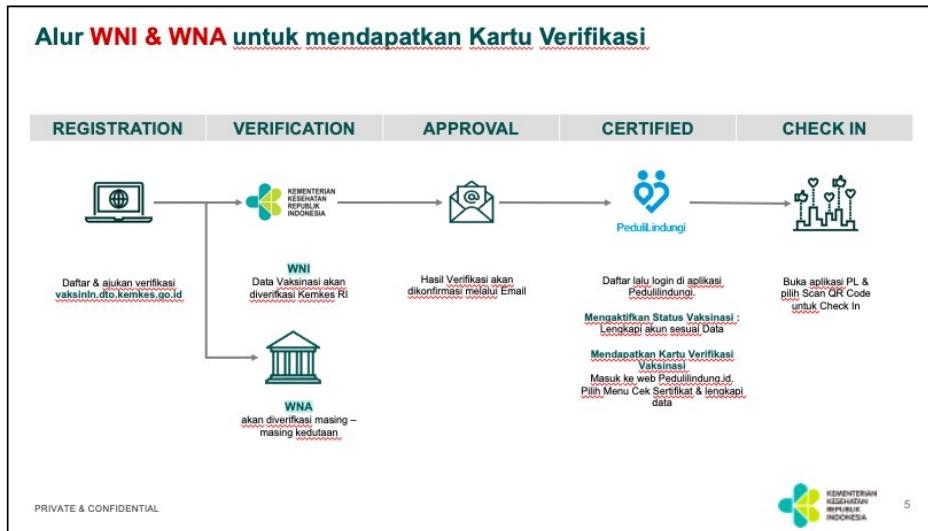 Alur WNI & WNA untuk mendapatkan Kartu Verifikasi
REGISTRATION
VERIFICATION
APPROVAL
CERTIFIED
CHECK IN
Daftar & ajukan verifikasi
vaksinln.dto.kemkes.go.id
KEMENTERIAN
KESEHATAN
REPUBLIK
INDONESIA
WNI
Data Vaksinasi akan
diverifkasi Kemkes RI
WNA
akan diverifkasi masing –
masing kedutaan
Hasil Verifikasi akan
dikonfirmasi melalui Email
PeduliLindungi
Daftar lalu login di aplikasi
Pedulilindungi.
Mengaktifkan Status Vaksinasi :
Lengkapi akun sesuai Data
Mendapatkan Kartu Verifikasi
Vaksinasi
Masuk ke web Pedulilindung.id.
Pilih Menu Cek Sertifikat & lengkapi
data
Buka aplikasi PL &
pilih Scan QR Code
untuk Check In
PRIVATE & CONFIDENTIAL
KEMENTERIAN
KESEHATAN
REPUBLIK
INDONESIA
5